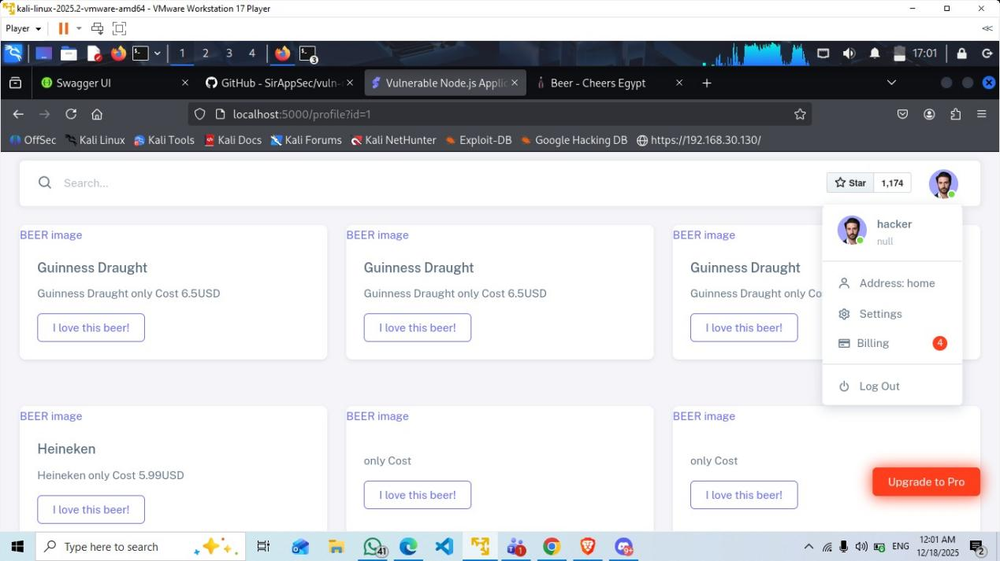 kali-linux-2025.2-vmware-amd64 - VMware Workstation 17 Player
Player
1 2 3 4 3 17:01
Swagger UI GitHub - SirAppSec/vuln- Vulnerable Node.js Applic Beer - Cheers Egypt
localhost:5000/profile?id=1
OffSec Kali Linux Kali Tools Kali Docs Kali Forums Kali NetHunter Exploit-DB Google Hacking DB https://192.168.30.130/
Search... Star 1,174
hacker
null
Address: home
Settings
Billing 4
Log Out
BEER image BEER image BEER image
Guinness Draught Guinness Draught Guinness Draught
Guinness Draught only Cost 6.5USD Guinness Draught only Cost 6.5USD Guinness Draught only Co
I love this beer! I love this beer! I love this beer!
BEER image BEER image BEER image
Heineken
Heineken only Cost 5.99USD only Cost only Cost
I love this beer! I love this beer! I love this beer!
Upgrade to Pro
Type here to search 41 1 9+ ENG 12:01 AM
12/18/2025 2